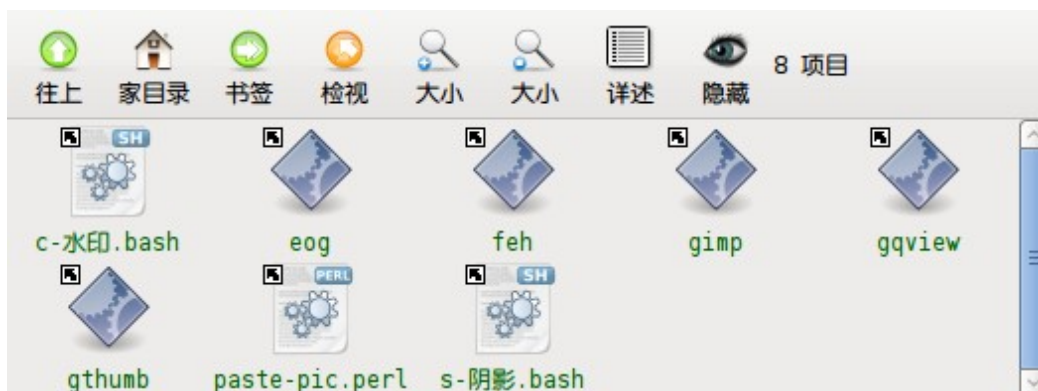 往上 家目录 书签 检视 大小 大小 详述 隐藏 8 项目
SH
c-水印.bash eog feh gimp gqview
PERL SH
gthumb paste-pic.perl s-阴影.bash